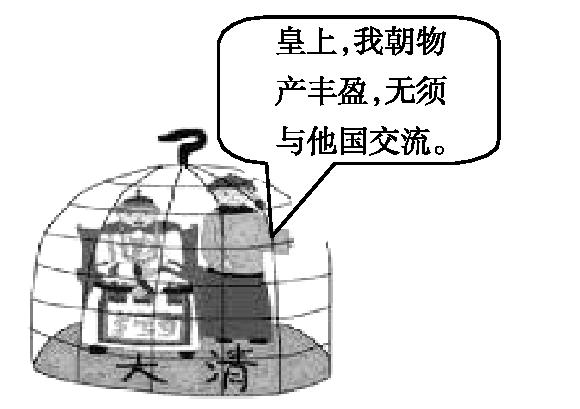 皇上，我朝物
产丰盈，无须
与他国交流。
?
大清